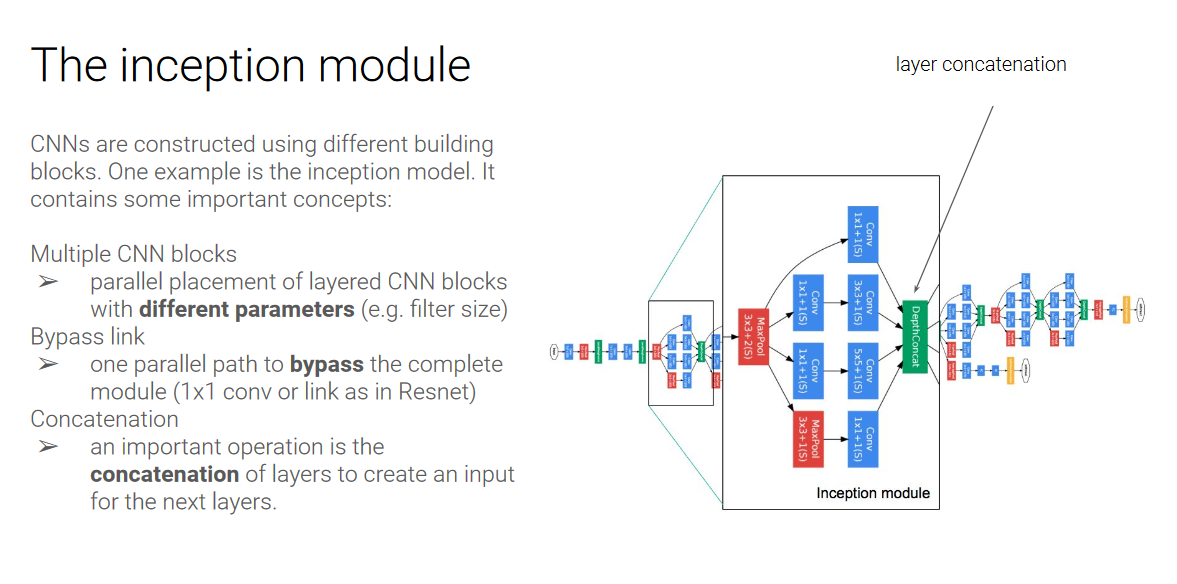 The inception module
layer concatenation
CNNs are constructed using different building
blocks. One example is the inception model. It
contains some important concepts:
Multiple CNN blocks
➢ parallel placement of layered CNN blocks
with different parameters (e.g. filter size)
Bypass link
➢ one parallel path to bypass the complete
module (1x1 conv or link as in Resnet)
Concatenation
➢ an important operation is the
concatenation of layers to create an input
for the next layers.
MaxPool
3x3+2(S)
Conv
1x1+1(S)
Conv
1x1+1(S)
MaxPool
3x3+1(S)
Conv
1x1+1(S)
Conv
3x3+1(S)
Conv
5x5+1(S)
Conv
1x1+1(S)
DepthConcat
Inception module